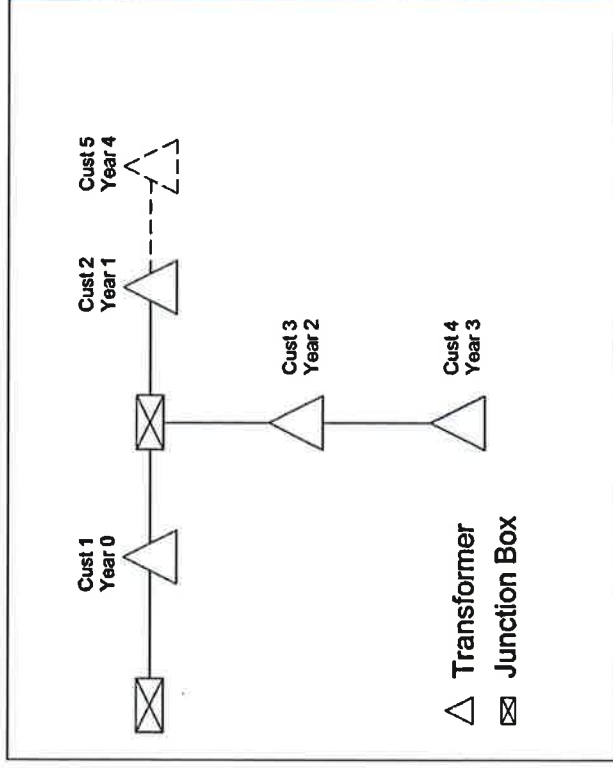 Cust 1
Year 0
Cust 2
Year 1
Cust 5
Year 4
Cust 3
Year 2
Cust 4
Year 3
Transformer
Junction Box